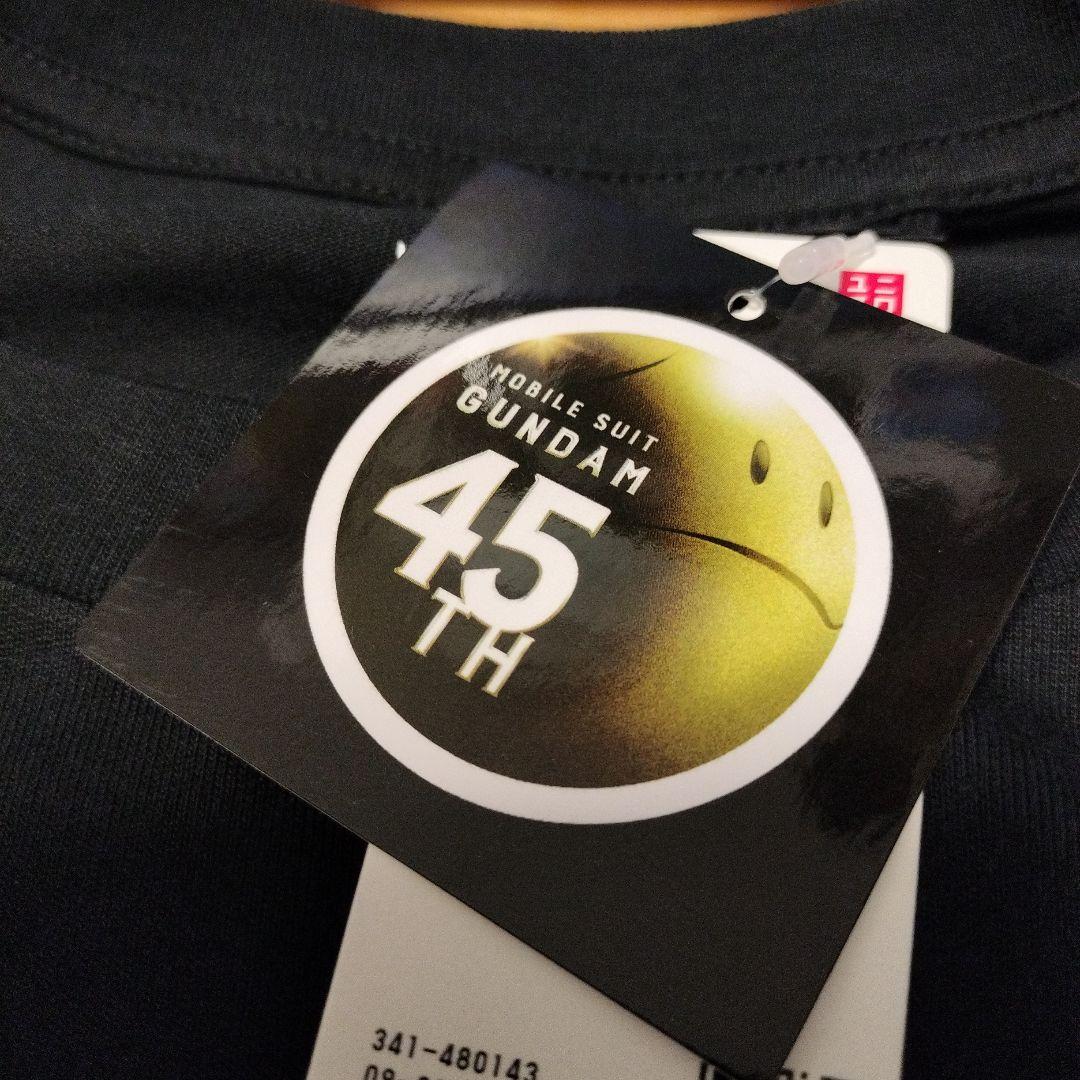 MOBILE SUIT
GUNDAM
45
TH
341-480143